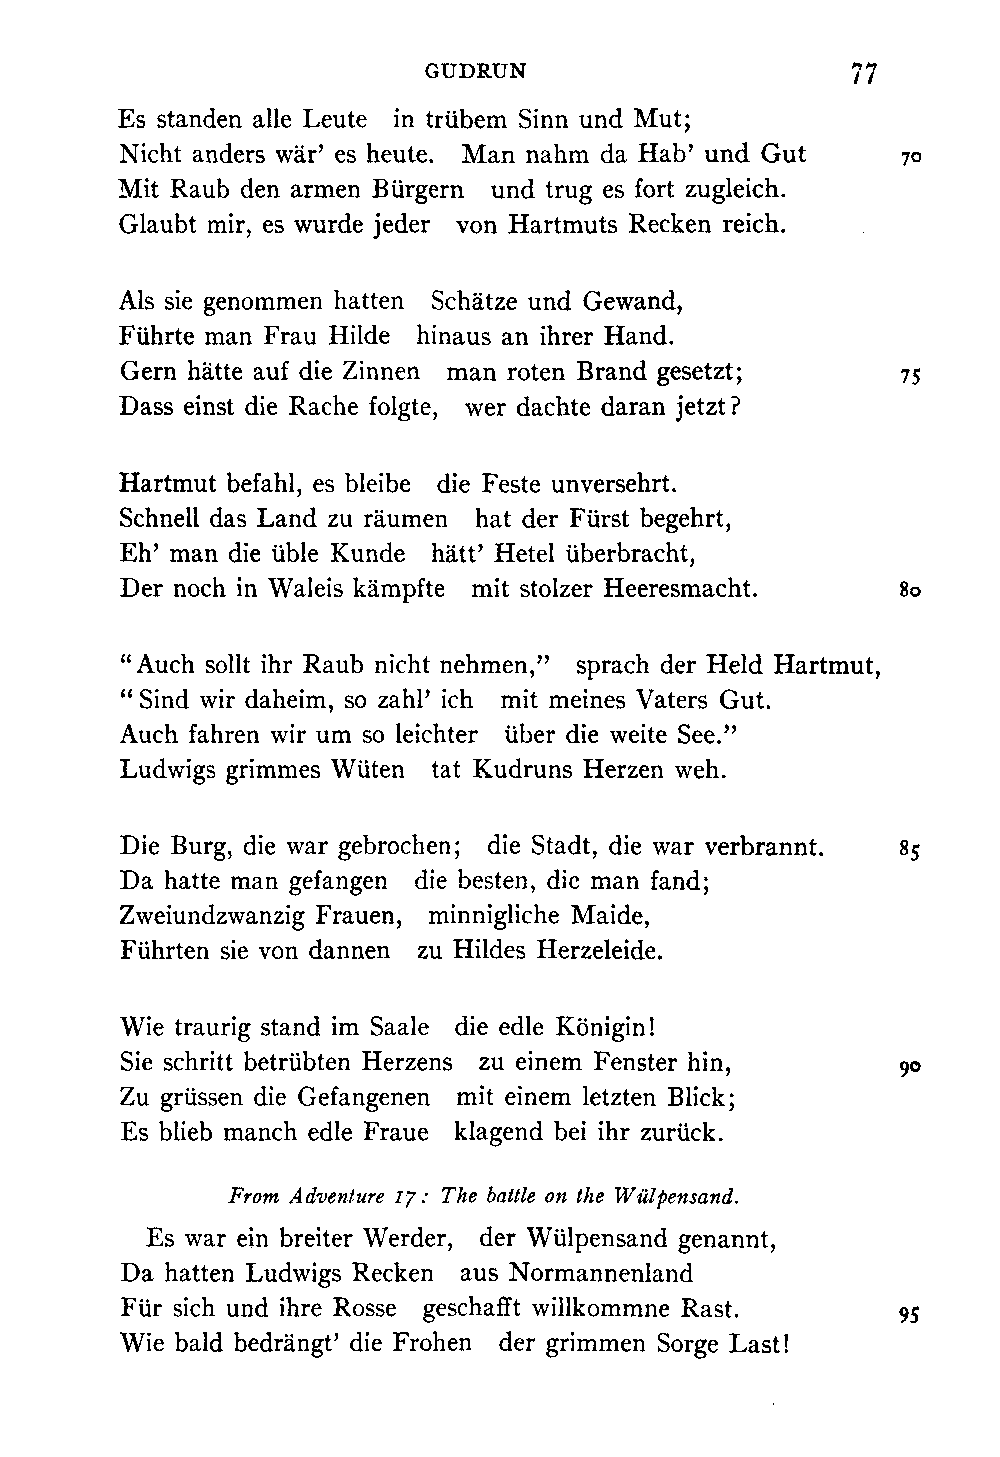 GUDRUN 77
Es standen alle Leute in trübem Sinn und Mut;
Nicht anders wär’ es heute. Man nahm da Hab’ und Gut 70
Mit Raub den armen Bürgern und trug es fort zugleich.
Glaubt mir, es wurde jeder von Hartmuts Recken reich.

Als sie genommen hatten Schätze und Gewand,
Führte man Frau Hilde hinaus an ihrer Hand.
Gern hätte auf die Zinnen man roten Brand gesetzt; 75
Dass einst die Rache folgte, wer dachte daran jetzt?

Hartmut befahl, es bleibe die Feste unversehrt.
Schnell das Land zu räumen hat der Fürst begehrt,
Eh’ man die üble Kunde hätt’ Hetel überbracht,
Der noch in Waleis kämpfte mit stolzer Heeresmacht. 80

“Auch sollt ihr Raub nicht nehmen,” sprach der Held Hartmut,
“Sind wir daheim, so zahl’ ich mit meines Vaters Gut.
Auch fahren wir um so leichter über die weite See.”
Ludwigs grimmes Wüten tat Kudruns Herzen weh.

Die Burg, die war gebrochen; die Stadt, die war verbrannt. 85
Da hatte man gefangen die besten, die man fand;
Zweiundzwanzig Frauen, minnigliche Maide,
Führten sie von dannen zu Hildes Herzeleide.

Wie traurig stand im Saale die edle Königin!
Sie schritt betrübten Herzens zu einem Fenster hin, 90
Zu grüssen die Gefangenen mit einem letzten Blick;
Es blieb manch edle Fraue klagend bei ihr zurück.

From Adventure 17: The battle on the Wülpensand.
Es war ein breiter Werder, der Wülpensand genannt,
Da hatten Ludwigs Recken aus Normannenland
Für sich und ihre Rosse geschafft willkommne Rast. 95
Wie bald bedrängt’ die Frohen der grimmen Sorge Last!